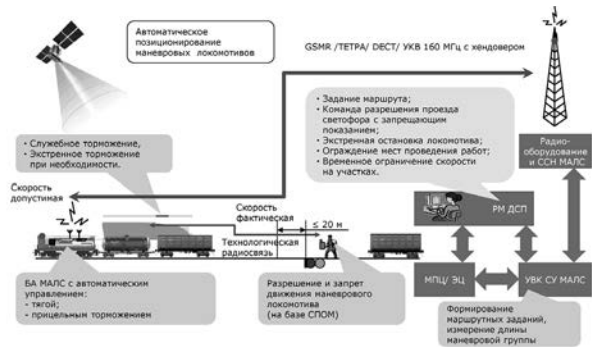 Автоматическое
позиционирование
маневровых локомотивов
GSMR /ТЕТРА/ DECT/ УКВ 160 МГц с хендовером
· Задание маршрута;
· Команда разрешения проезда
светофора с запрещающим
показанием;
· Экстренная остановка локомотива;
· Ограждение мест проведения работ;
· Временное ограничение скорости
на участках.
· Служебное торможение,
· Экстренное торможение
при необходимости.
Радио-
оборудование
и ССН МАЛС
Скорость
допустимая
Скорость
фактическая
≤ 20 м
Технологическая
радиосвязь
РМ ДСП
БА МАЛС с автоматическим
управлением:
- тягой;
- прицельным торможением
Разрешение и запрет
движения маневрового
локомотива
(на базе СПОМ)
МПЦ/ ЭЦ
УВК СУ МАЛС
Формирование
маршрутных заданий,
измерение длины
маневровой группы